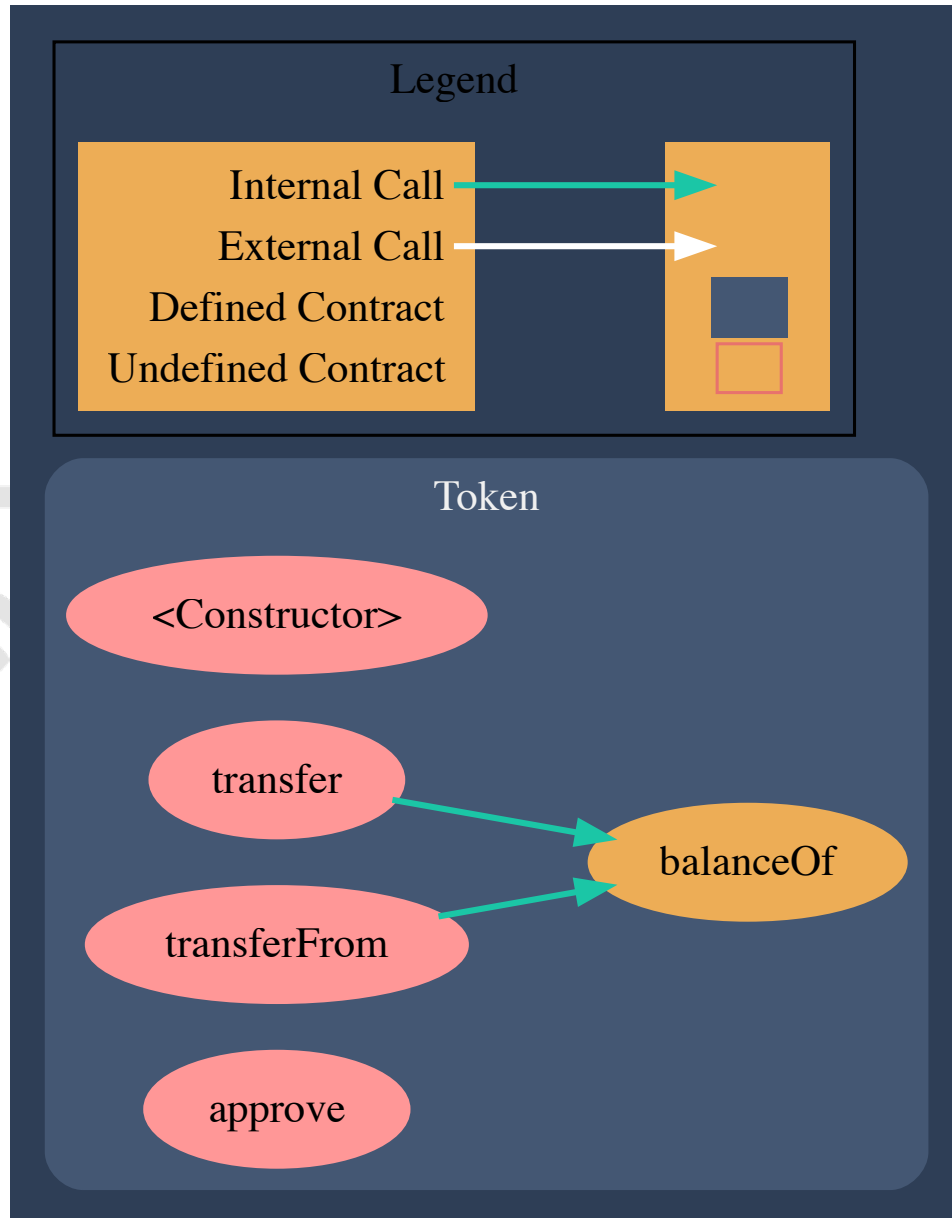 Legend
Internal Call
External Call
Defined Contract
Undefined Contract
Token
<Constructor>
transfer
balanceOf
transferFrom
approve